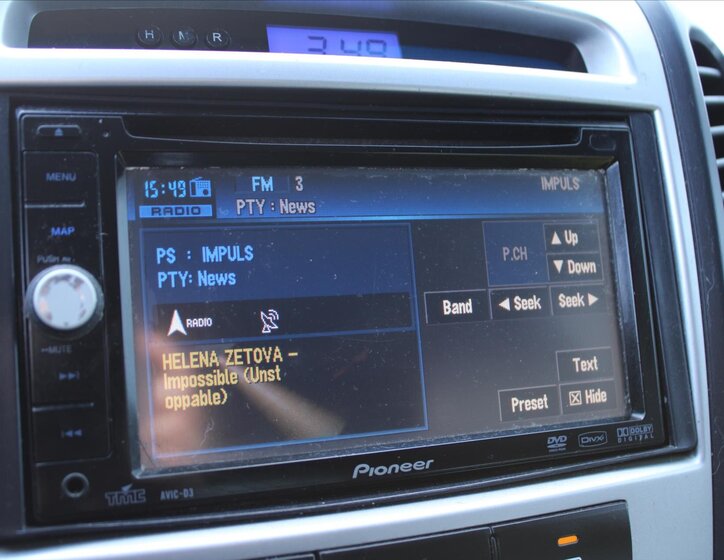 H M R
3:49
MENU
MAP
MUTE
15:49 FM 3 IMPULS
RADIO PTY : News
PS : IMPULS
PTY: News
RADIO
HELENA ZETOVA -
Impossible (Unst
oppable)
P.CH
▲ Up
▼ Down
Band ◀ Seek Seek ▶
Text
Preset ☒ Hide
Pioneer
TMC AVIC-D3
DVD DivX DOLBY
DIGITAL